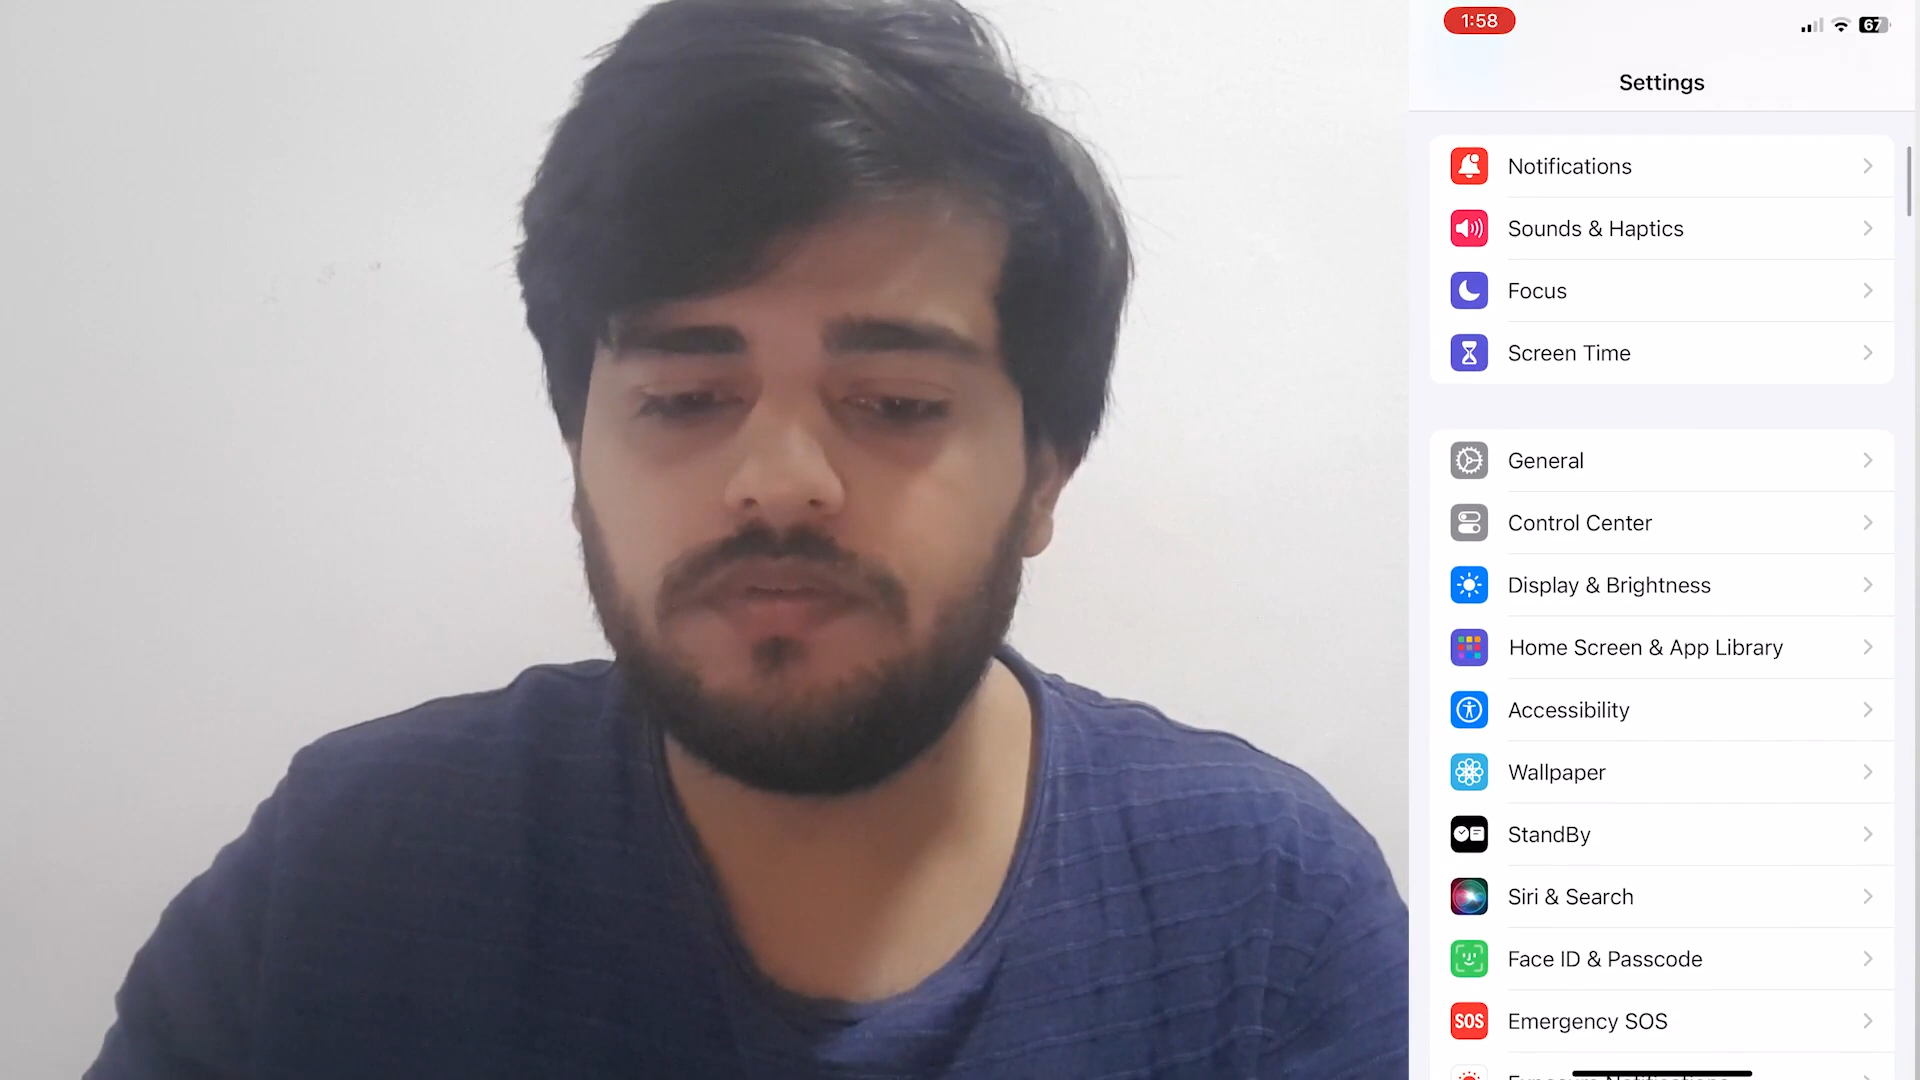 1:58
67
Settings
Notifications
Sounds & Haptics
Focus
Screen Time
General
Control Center
Display & Brightness
Home Screen & App Library
Accessibility
Wallpaper
StandBy
Siri & Search
Face ID & Passcode
SOS
Emergency SOS